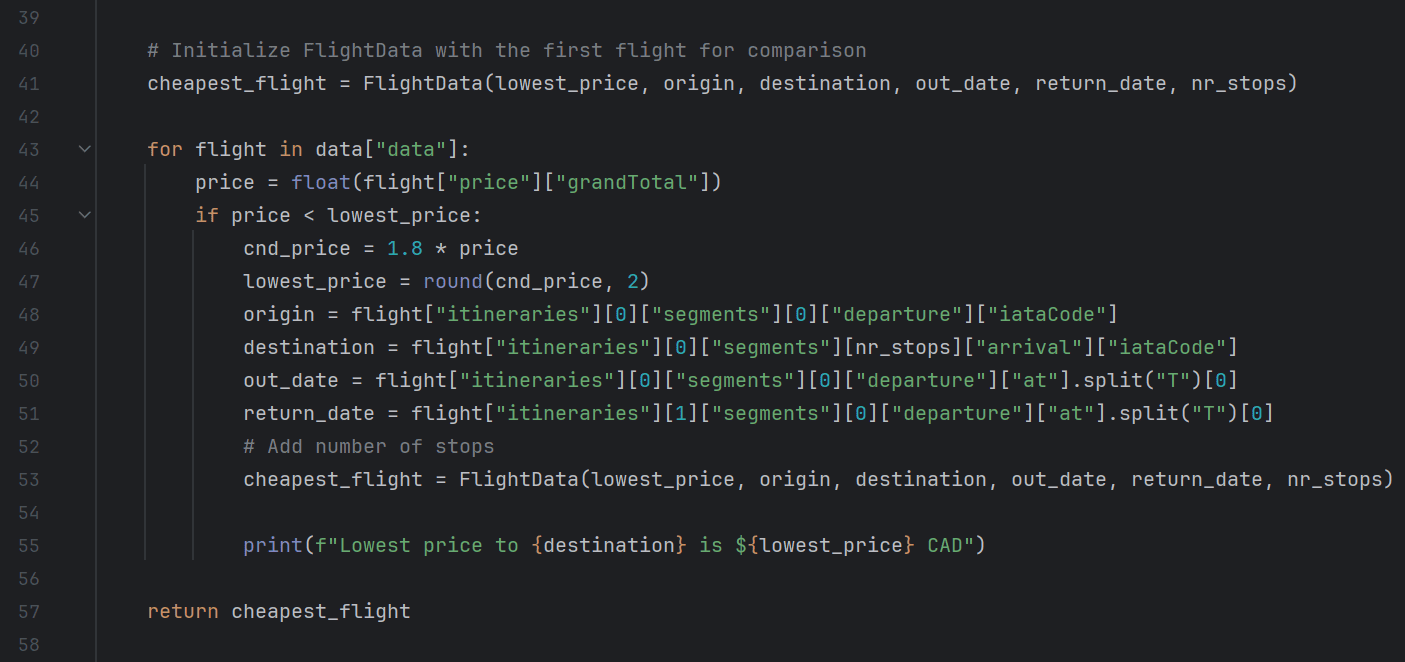 39
40 # Initialize FlightData with the first flight for comparison
41 cheapest_flight = FlightData(lowest_price, origin, destination, out_date, return_date, nr_stops)
42
43 for flight in data["data"]:
44 price = float(flight["price"]["grandTotal"])
45 if price < lowest_price:
46 cnd_price = 1.8 * price
47 lowest_price = round(cnd_price, 2)
48 origin = flight["itineraries"][0]["segments"][0]["departure"]["iataCode"]
49 destination = flight["itineraries"][0]["segments"][nr_stops]["arrival"]["iataCode"]
50 out_date = flight["itineraries"][0]["segments"][0]["departure"]["at"].split("T")[0]
51 return_date = flight["itineraries"][1]["segments"][0]["departure"]["at"].split("T")[0]
52 # Add number of stops
53 cheapest_flight = FlightData(lowest_price, origin, destination, out_date, return_date, nr_stops)
54
55 print(f"Lowest price to {destination} is ${lowest_price} CAD")
56
57 return cheapest_flight
58